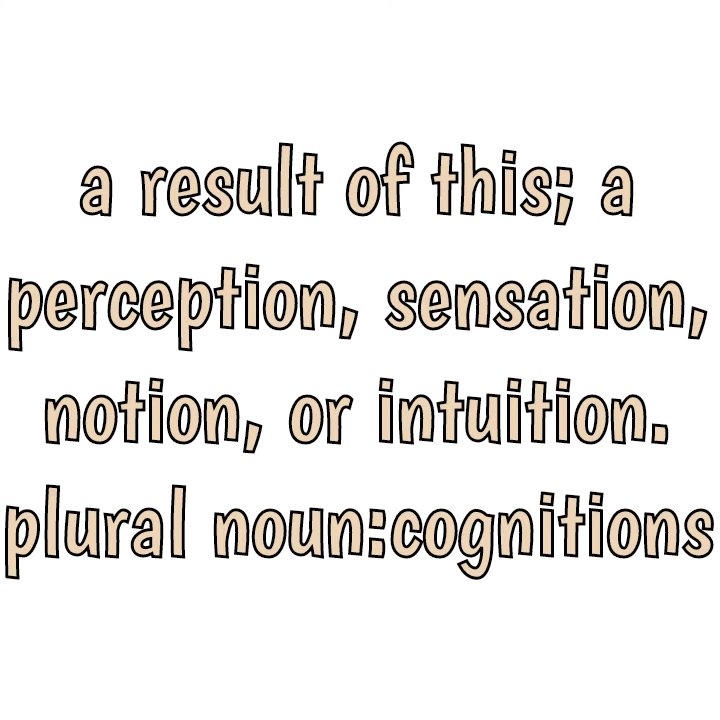 a result of this; a
perception, sensation,
notion, or intuition.
plural noun:cognitions